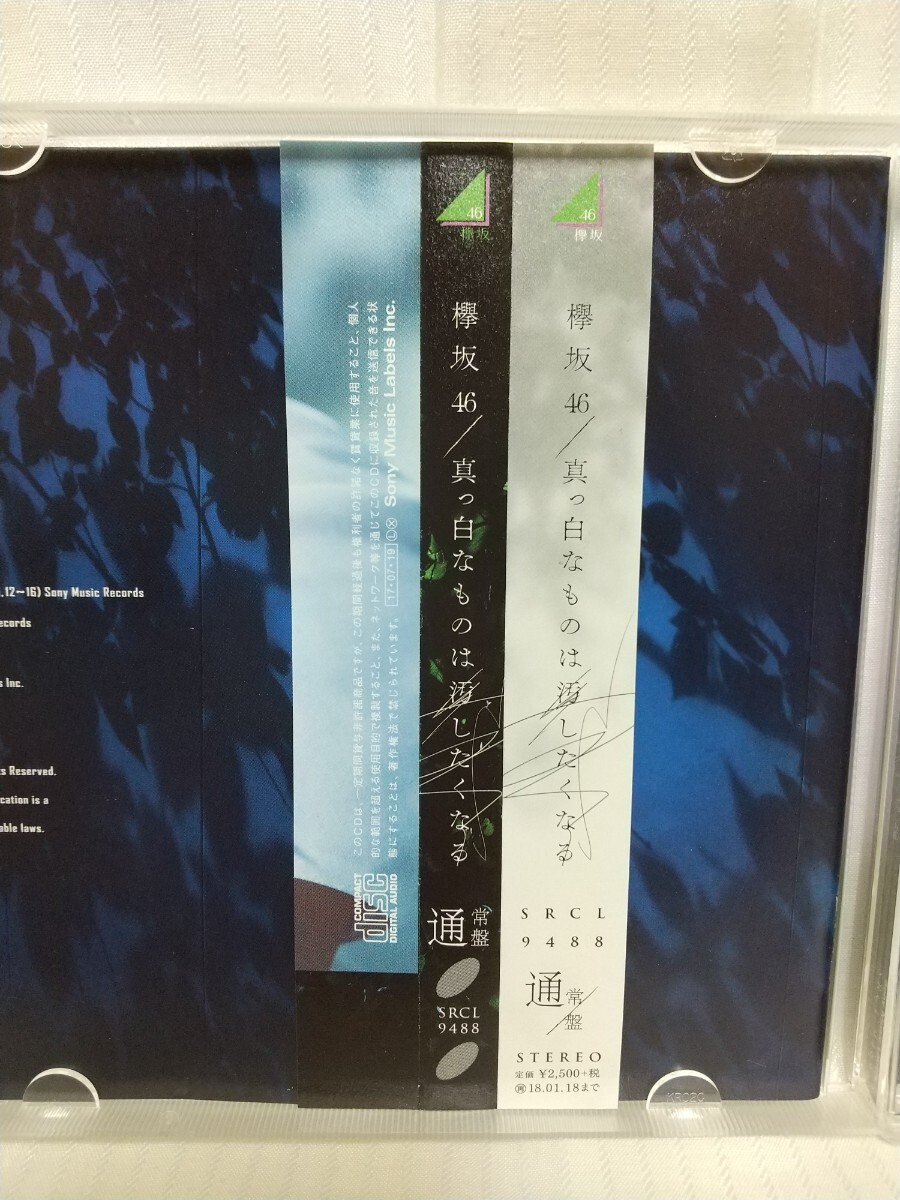 .12~16) Sony Music Records
ecords
s Inc.
ts Reserved.
cation is a
able laws.
このCDは、一定期間貸与非許諾商品ですが、この期間経過後も権利者の許諾なく賃貸業に使用すること、個人
的な範囲を超える使用目的で複製すること、また、ネットワーク等を通じてこのCDに収録された音を送信できる状
態にすることは、著作権法で禁じられています。 17・07・19 Ⓛ Ⓧ Sony Music Labels Inc.
COMPACT
disc
DIGITAL AUDIO
46
欅坂
欅坂46/真っ白なものは汚したくなる
通常盤
SRCL
9488
46
欅坂
欅坂46/真っ白なものは汚したくなる
SRCL
9488
通常盤
STEREO
定価 ¥2,500+税
18.01.18まで